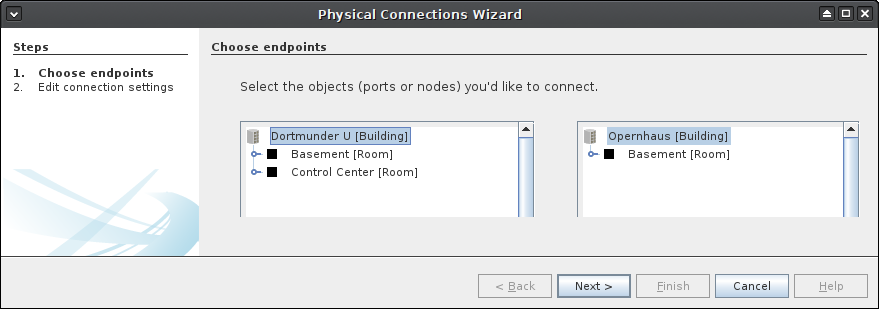 Physical Connections Wizard
Steps
1. Choose endpoints
2. Edit connection settings
Choose endpoints
Select the objects (ports or nodes) you'd like to connect.
Dortmunder U [Building]
Basement [Room]
Control Center [Room]
Opernhaus [Building]
Basement [Room]
< Back
Next >
Finish
Cancel
Help